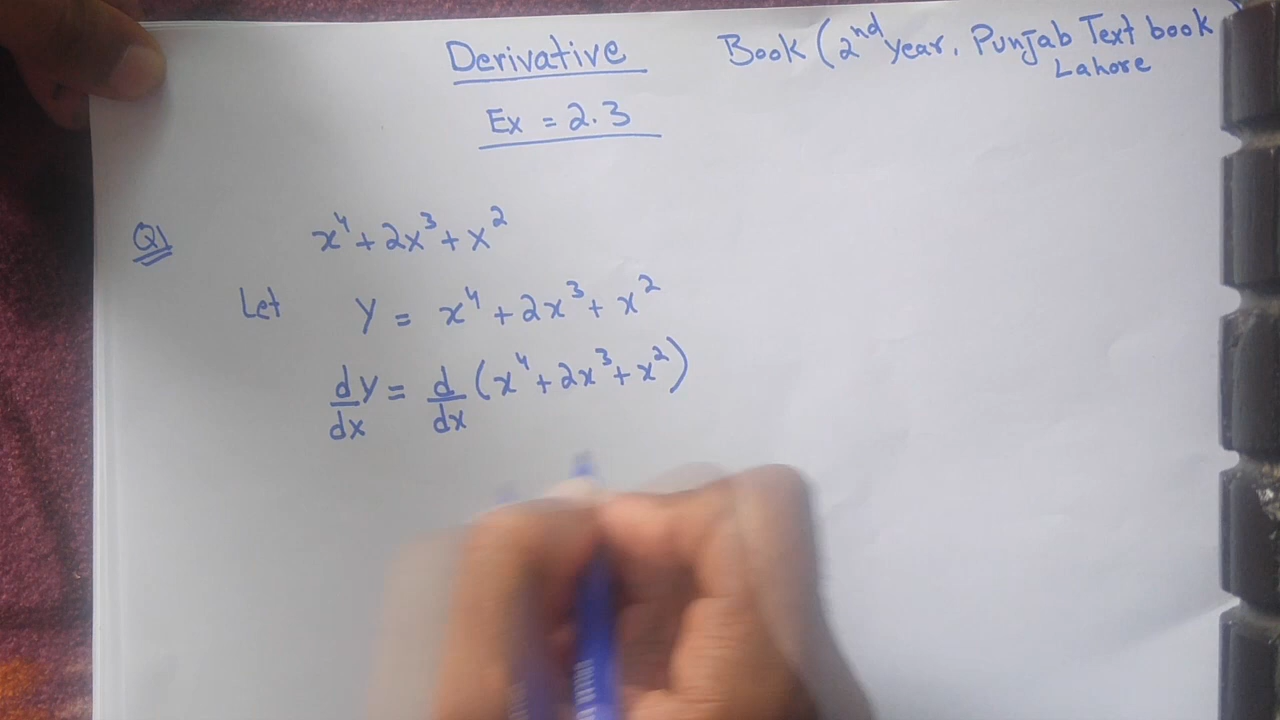 Derivative Book (2nd year, Punjab Text book)
Lahore
Ex = 2.3
Q1 x⁴+2x³+x²
Let Y = x⁴+2x³+x²
d/dx Y = d/dx (x⁴+2x³+x²)